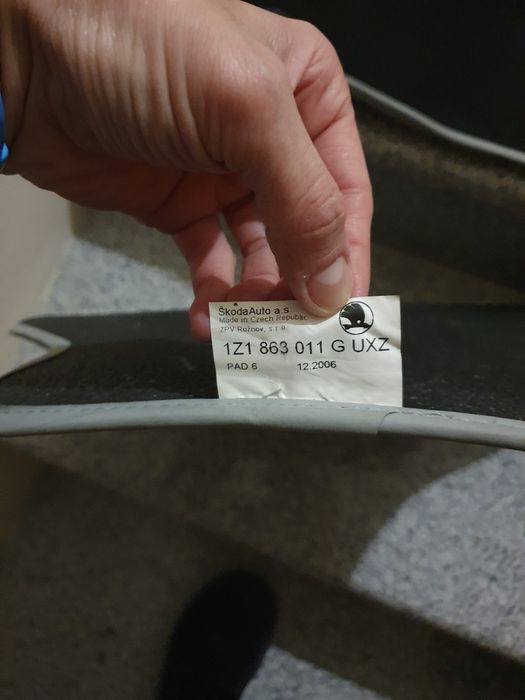 ŠkodaAuto a.s
Made in Czech Republic
ZPV Rožnov, s.r.o.
1Z1 863 011 G UXZ
PAD 6 12.2006